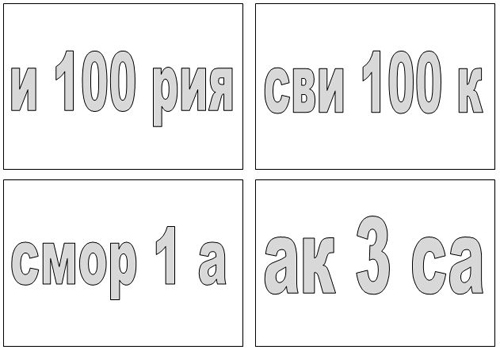 и 100 рия
сви 100 к
смор 1 а
ак 3 са